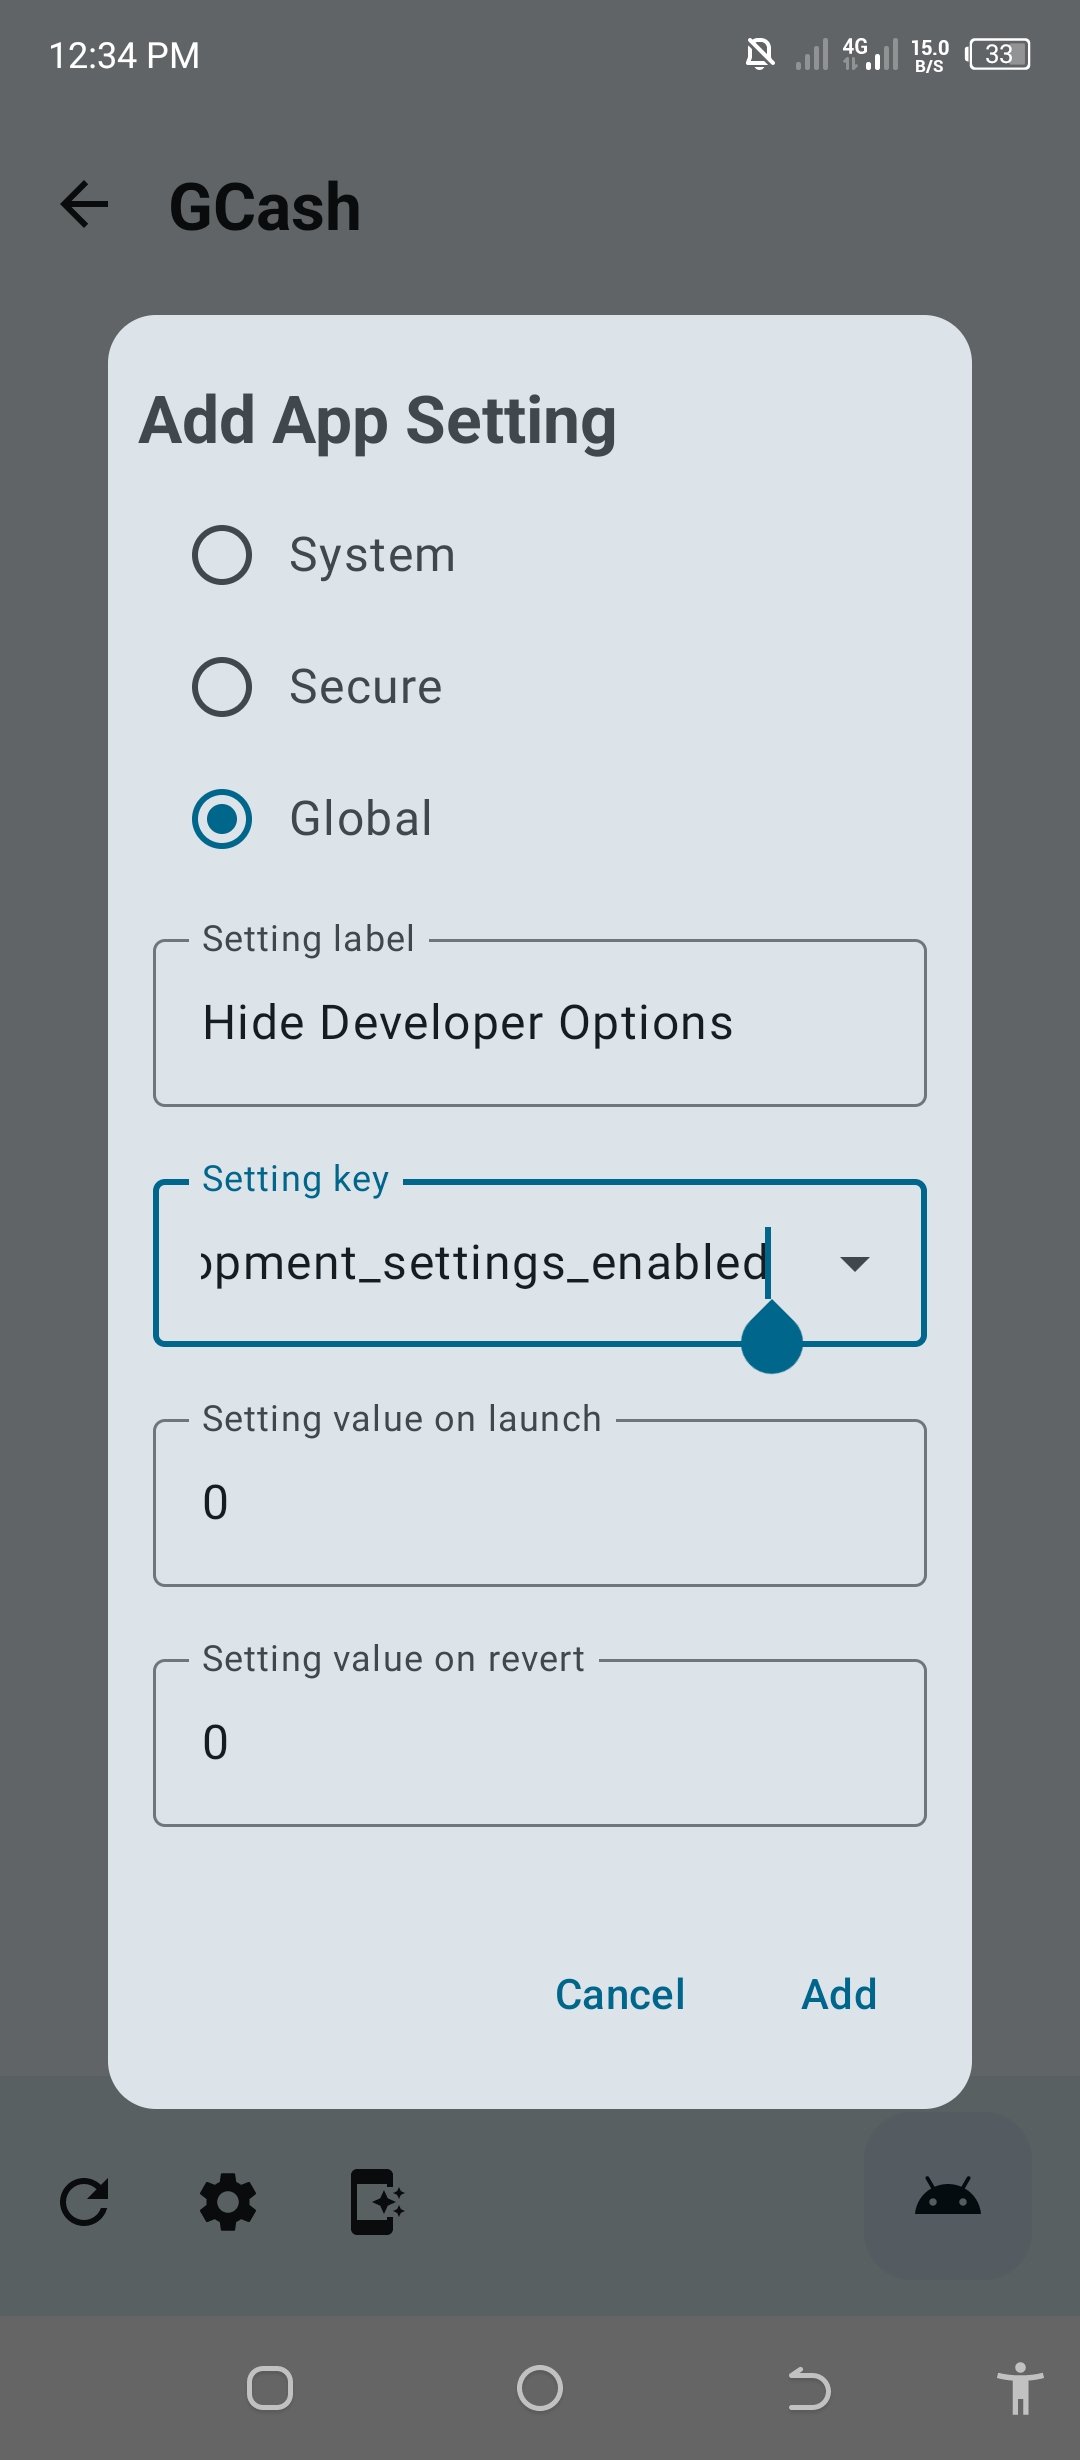 12:34 PM
4G
15.0
B/S
33
GCash
Add App Setting
System
Secure
Global
Setting label
Hide Developer Options
Setting key
opment_settings_enabled
Setting value on launch
0
Setting value on revert
0
Cancel
Add